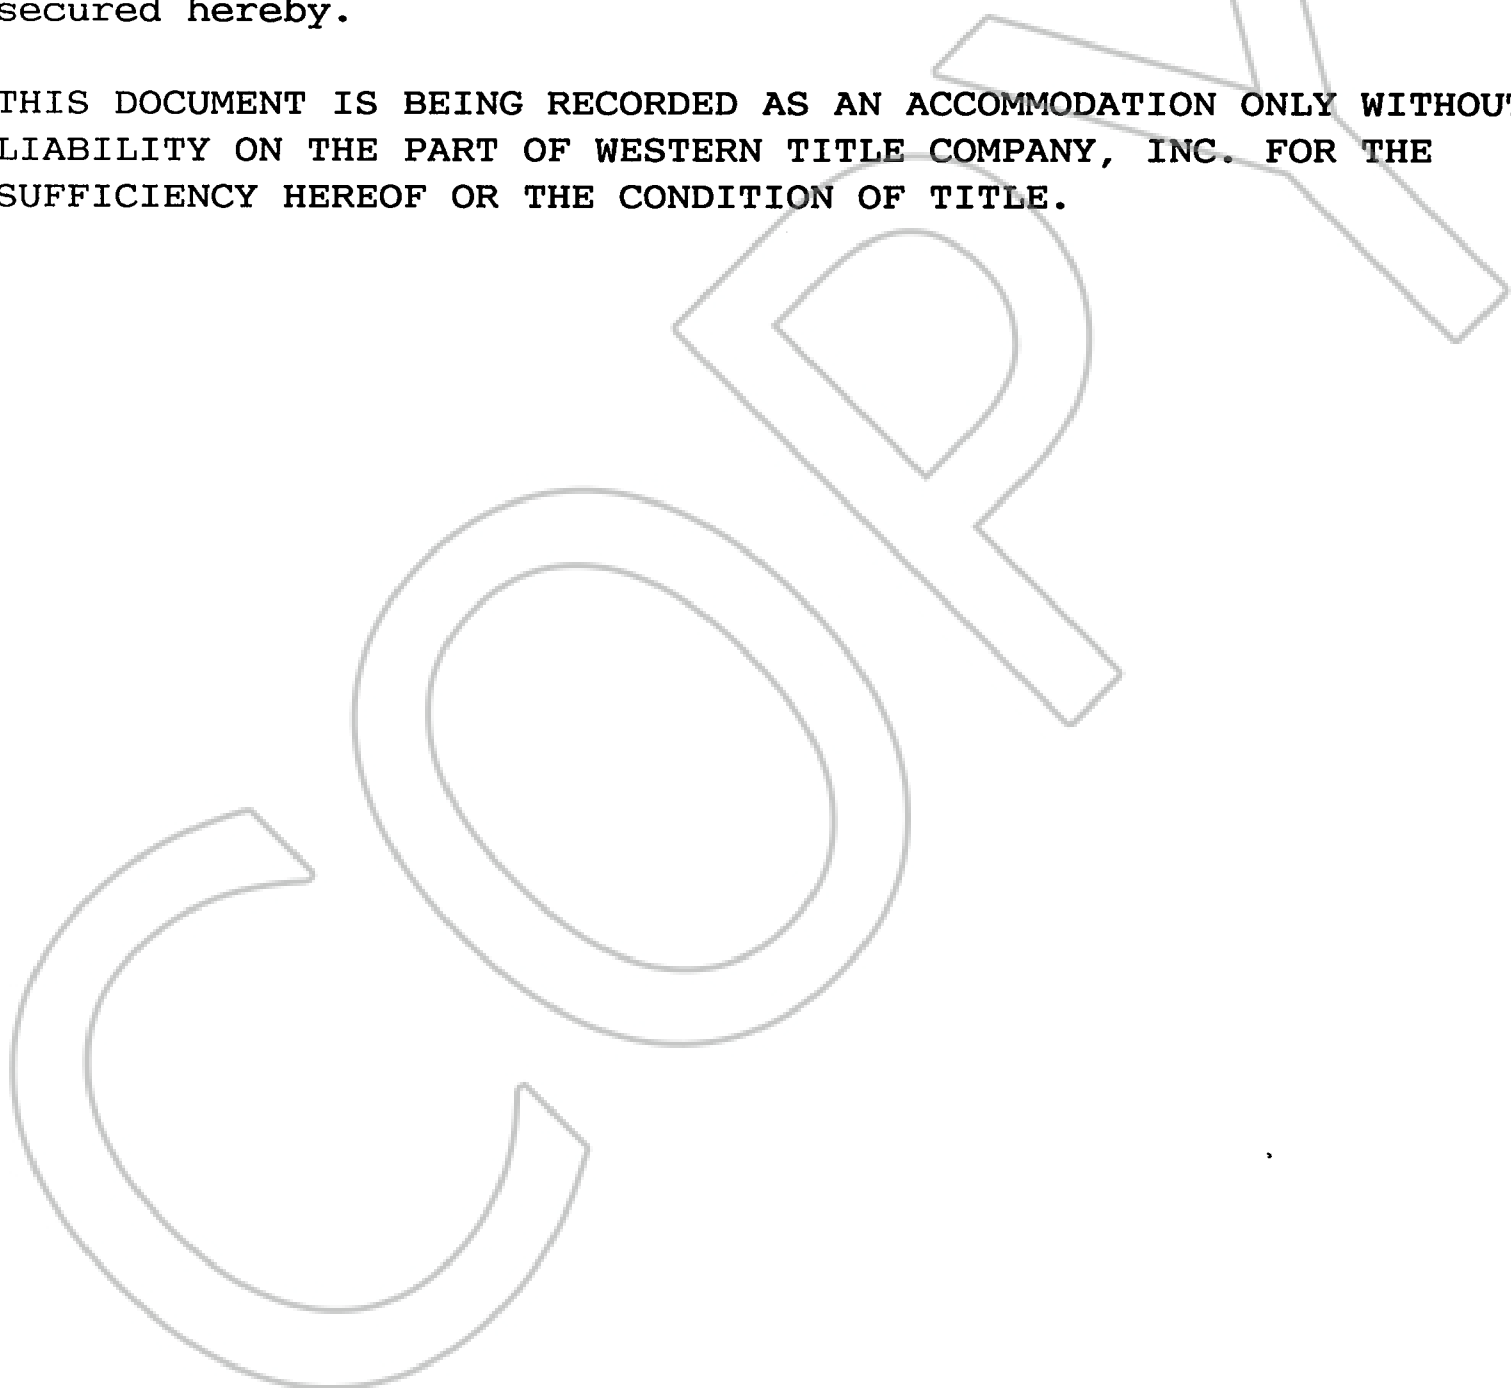 secured hereby.
THIS DOCUMENT IS BEING RECORDED AS AN ACCOMMODATION ONLY WITHOUT
LIABILITY ON THE PART OF WESTERN TITLE COMPANY, INC. FOR THE
SUFFICIENCY HEREOF OR THE CONDITION OF TITLE.
COPY